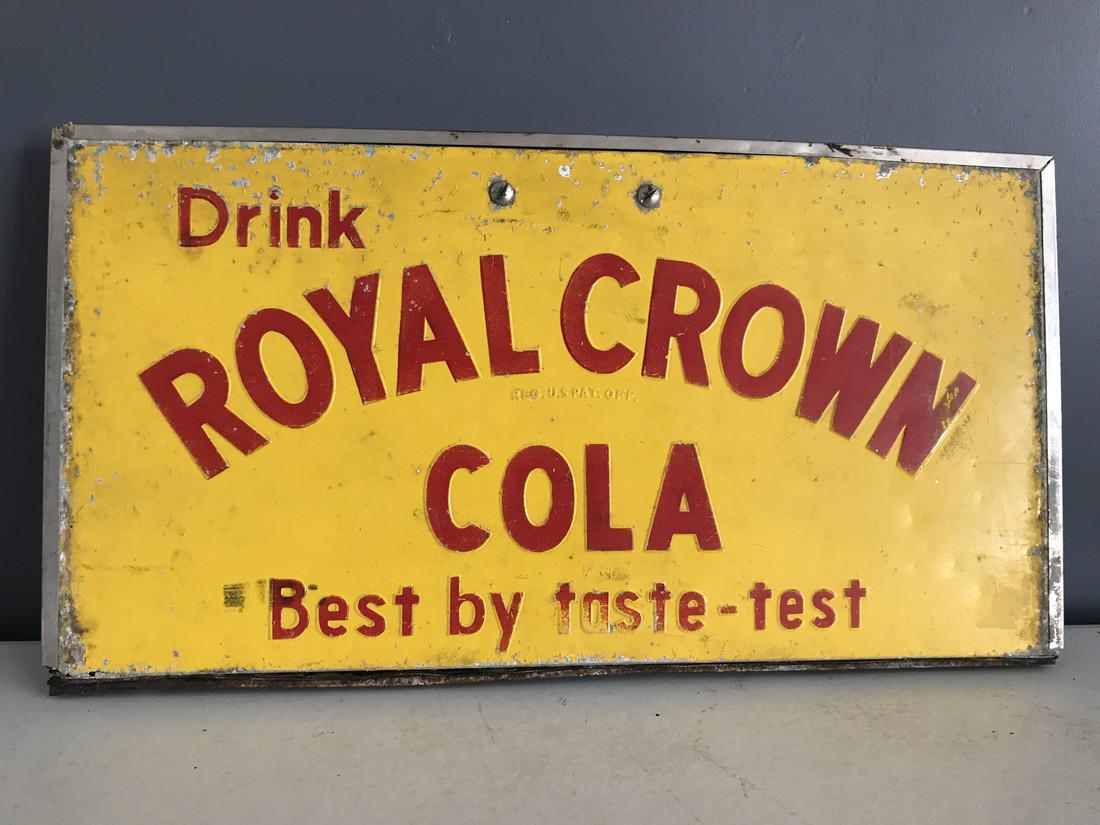 Drink
ROYAL CROWN
REG. U.S. PAT. OFF.
COLA
Best by taste-test